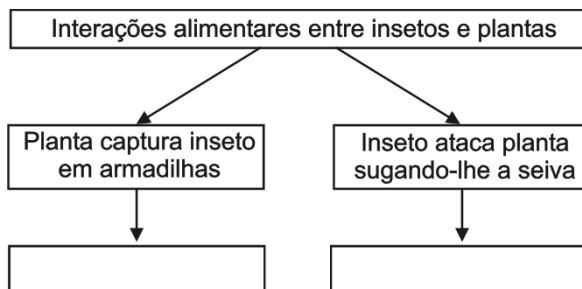 Interações alimentares entre insetos e plantas
Planta captura inseto
em armadilhas
Inseto ataca planta
sugando-lhe a seiva